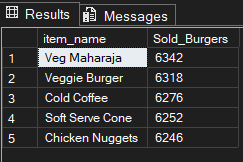 Results Messages
item_name Sold_Burgers
1 Veg Maharaja 6342
2 Veggie Burger 6318
3 Cold Coffee 6276
4 Soft Serve Cone 6252
5 Chicken Nuggets 6246